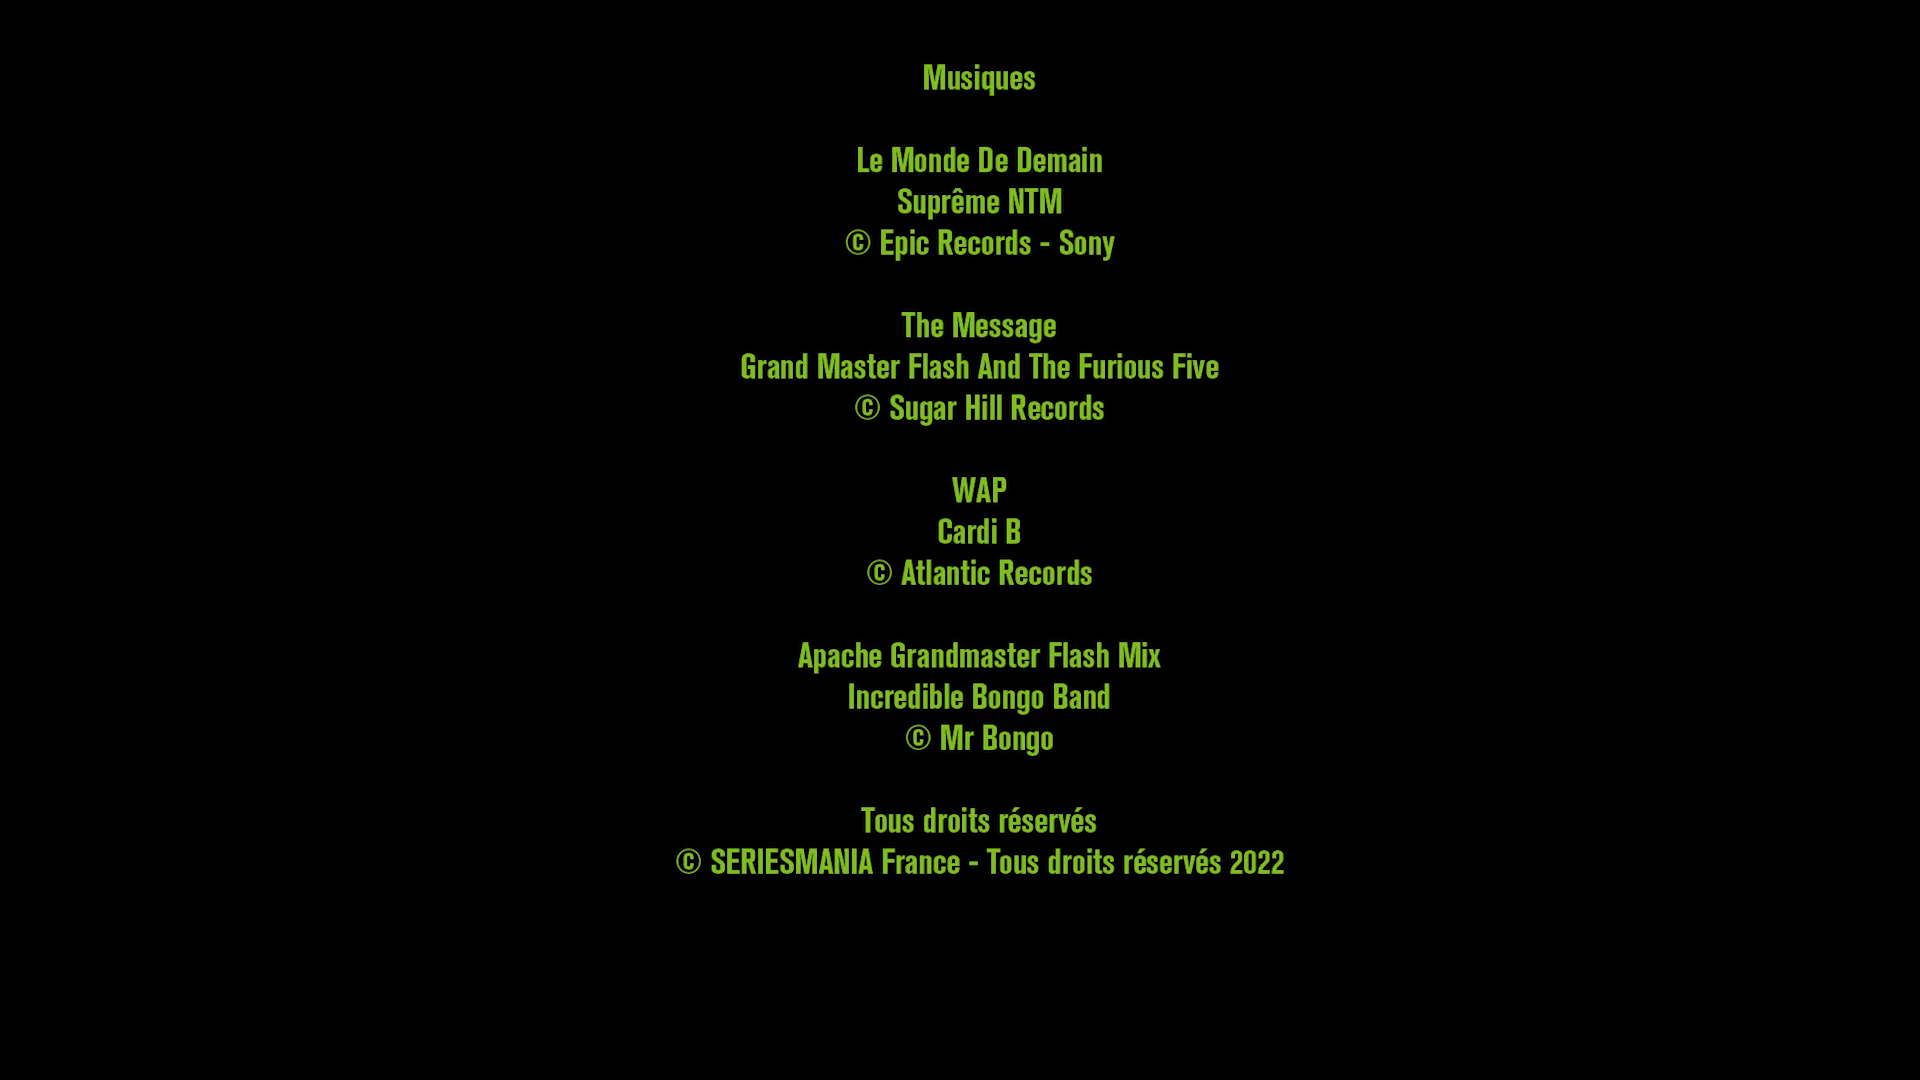 Musiques
Le Monde De Demain
Suprême NTM
© Epic Records - Sony
The Message
Grand Master Flash And The Furious Five
© Sugar Hill Records
WAP
Cardi B
© Atlantic Records
Apache Grandmaster Flash Mix
Incredible Bongo Band
© Mr Bongo
Tous droits réservés
© SERIESMANIA France - Tous droits réservés 2022